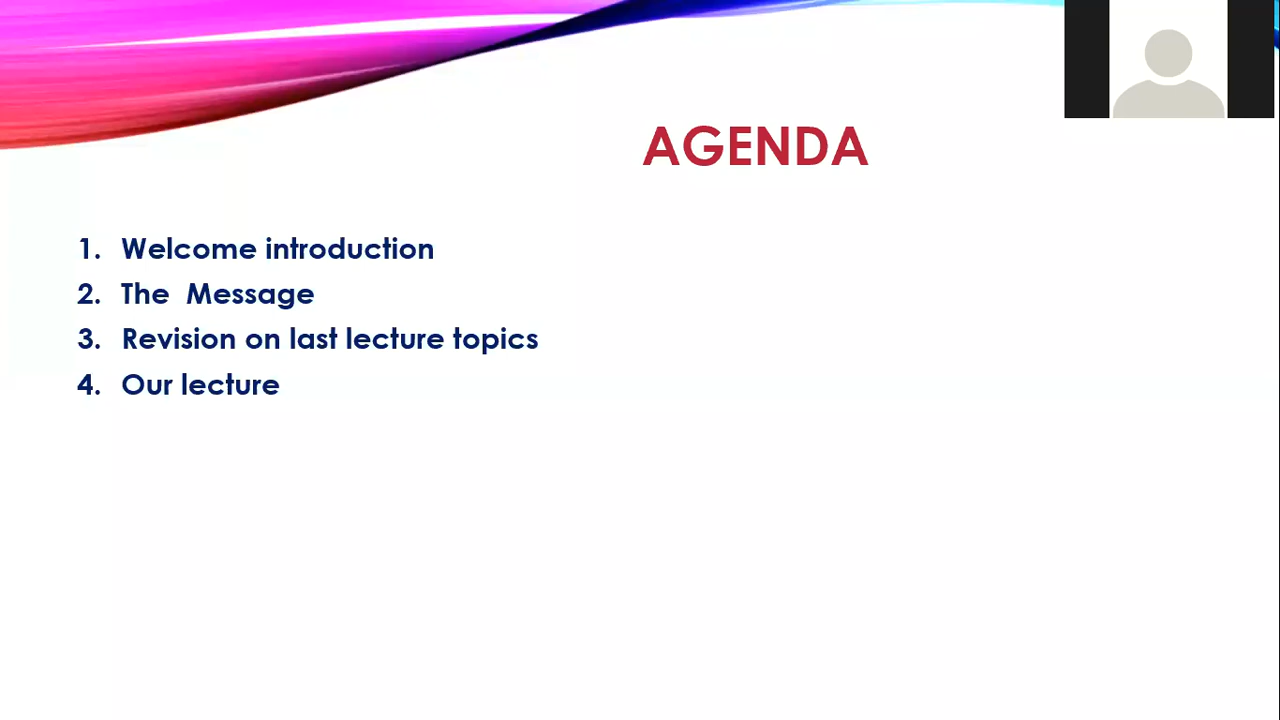 AGENDA
1. Welcome introduction
2. The  Message
3. Revision on last lecture topics
4. Our lecture